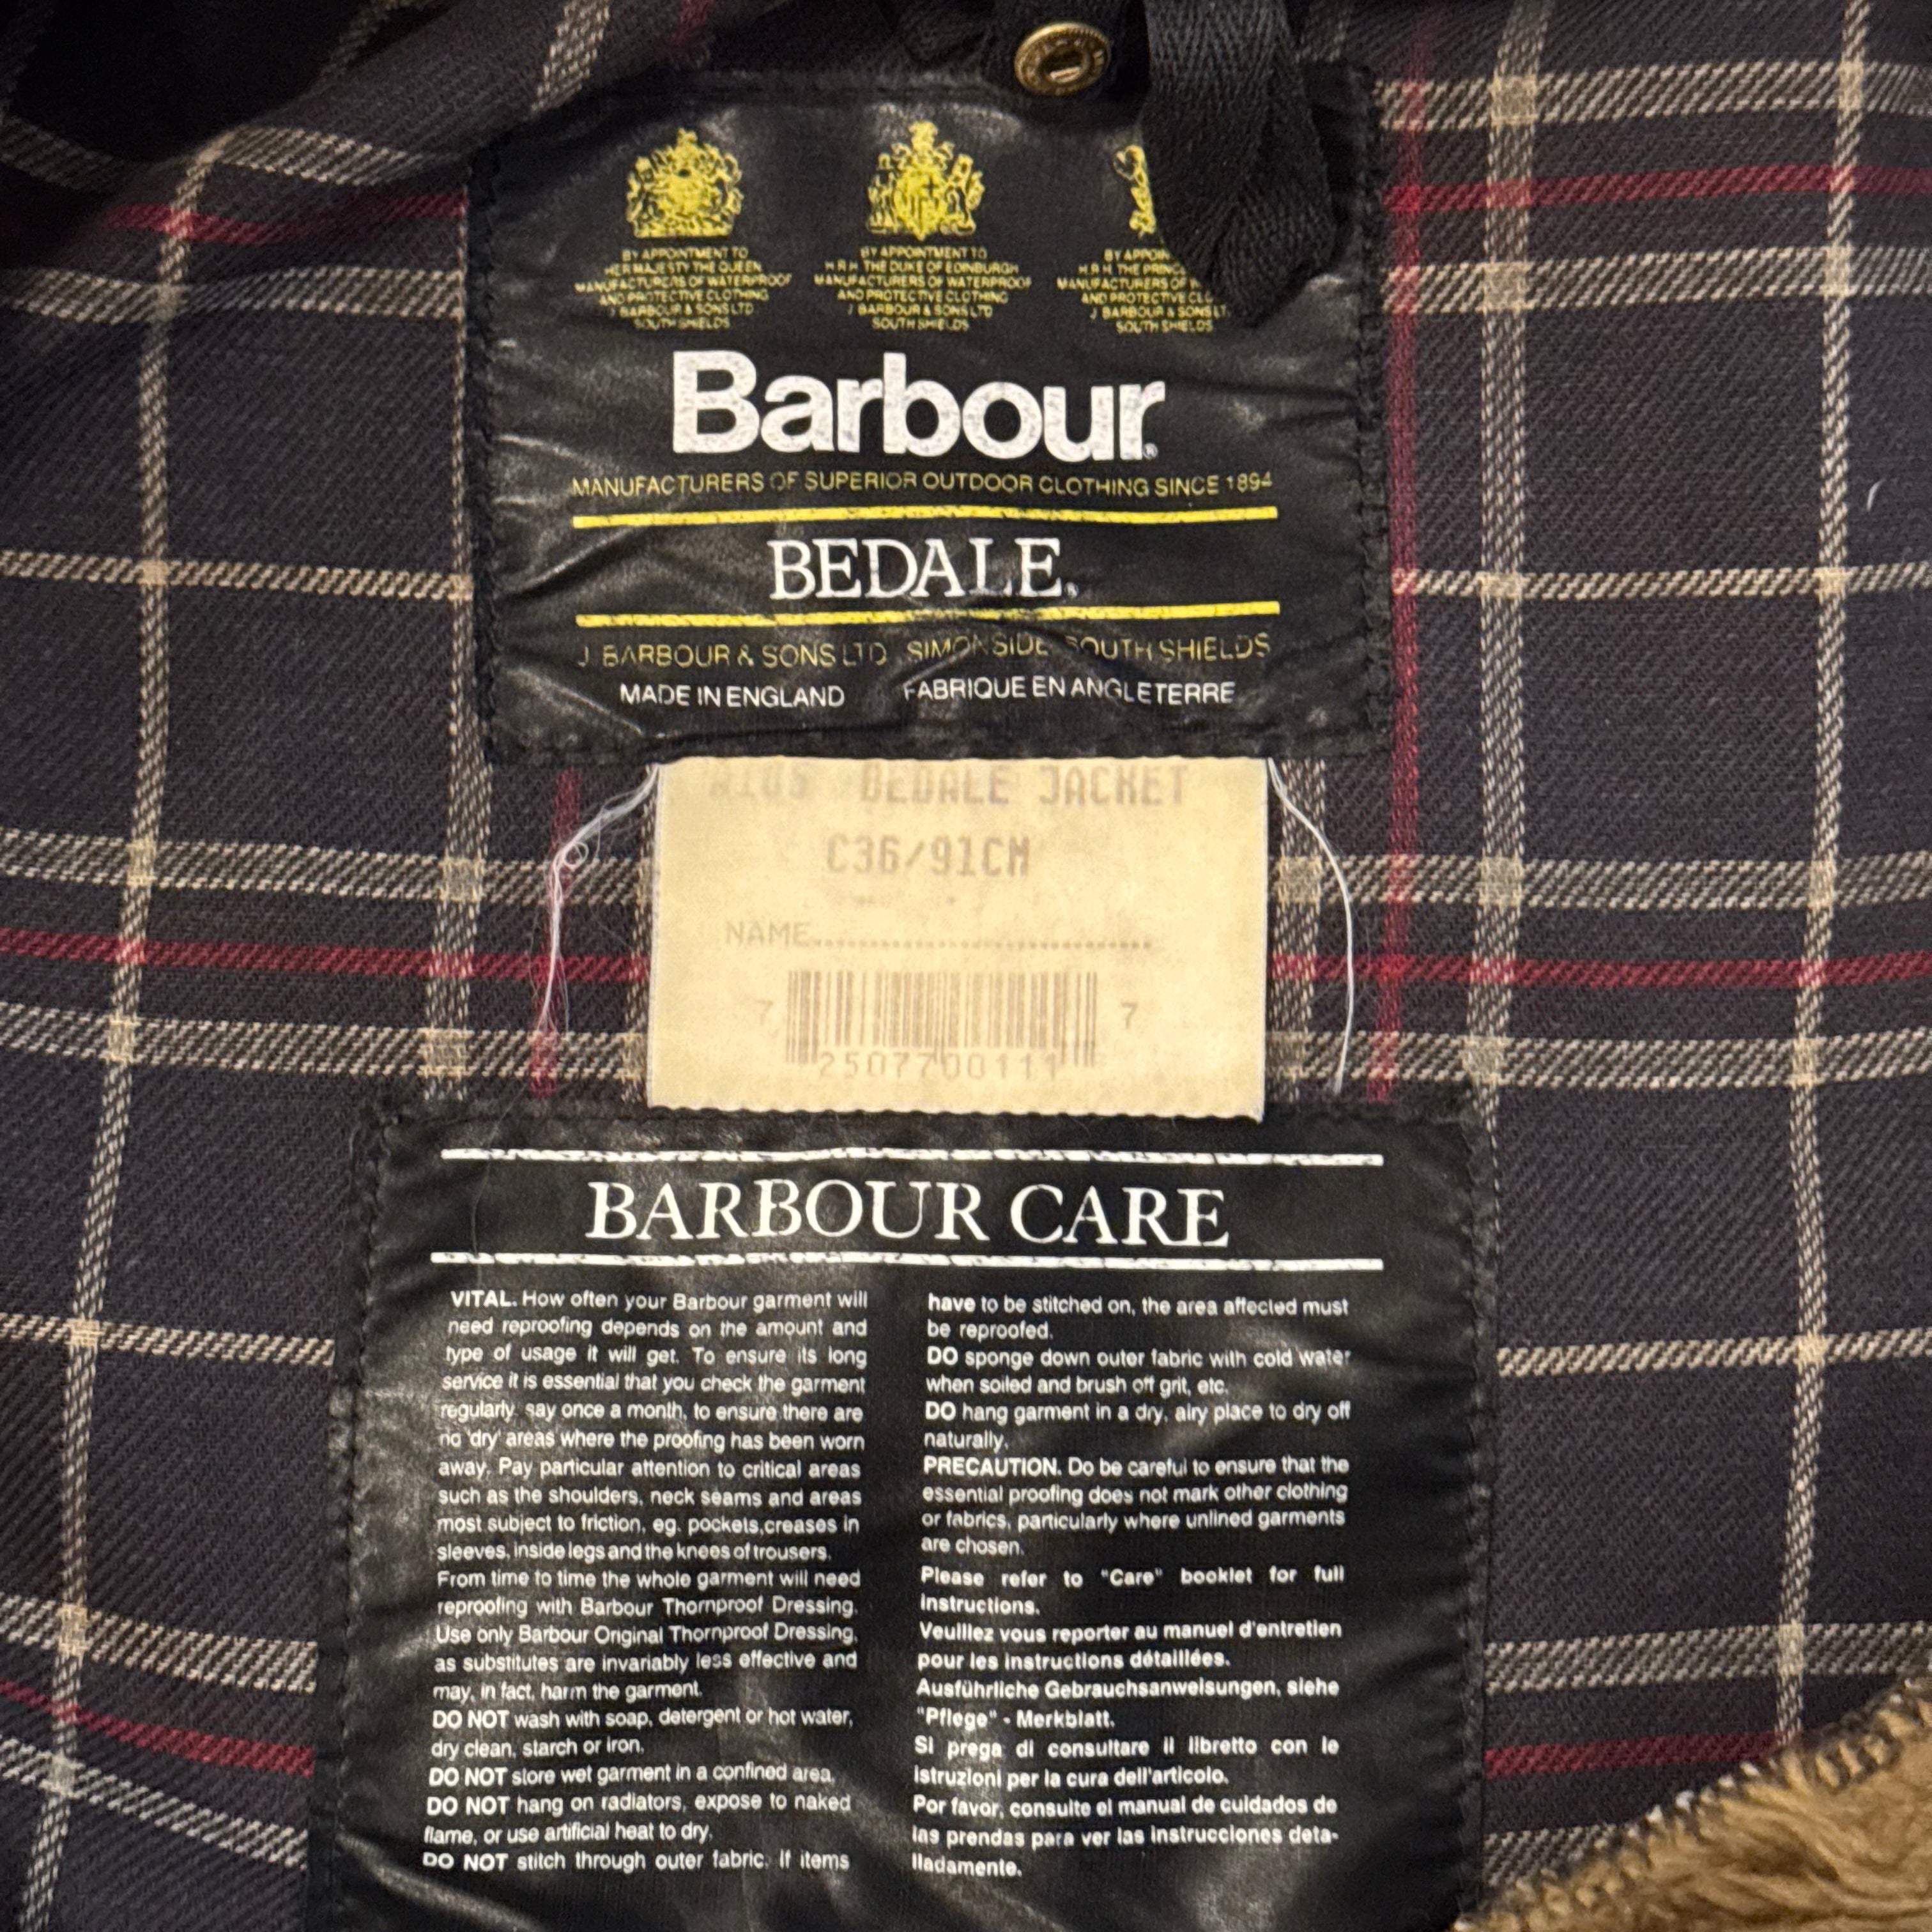 BY APPOINTMENT TO
HER MAJESTY THE QUEEN
MANUFACTURERS OF WATERPROOF
AND PROTECTIVE CLOTHING
J BARBOUR & SONS LTD
SOUTH SHIELDS
BY APPOINTMENT TO
H.R.H. THE DUKE OF EDINBURGH
MANUFACTURERS OF WATERPROOF
AND PROTECTIVE CLOTHING
J BARBOUR & SONS LTD
SOUTH SHIELDS
BY
H.R.H. THE
MANUFACTURERS OF
AND PROTECTIVE
J BARBOUR & SONS
SOUTH SHIELDS
Barbour®
MANUFACTURERS OF SUPERIOR OUTDOOR CLOTHING SINCE 1894
BEDALE®
J. BARBOUR & SONS LTD SIMONSIDE SOUTH SHIELDS
MADE IN ENGLAND FABRIQUE EN ANGLETERRE
BEDALE JACKET
C36/91CM
NAME
7 2507700111 7
BARBOUR CARE
VITAL. How often your Barbour garment will
need reproofing depends on the amount and
type of usage it will get. To ensure its long
service it is essential that you check the garment
regularly, say once a month, to ensure there are
no 'dry' areas where the proofing has been worn
away. Pay particular attention to critical areas
such as the shoulders, neck seams and areas
most subject to friction, eg. pockets,creases in
sleeves, inside legs and the knees of trousers.
From time to time the whole garment will need
reproofing with Barbour Thornproof Dressing.
Use only Barbour Original Thornproof Dressing,
as substitutes are invariably less effective and
may, in fact, harm the garment.
DO NOT wash with soap, detergent or hot water,
dry clean, starch or iron.
DO NOT store wet garment in a confined area.
DO NOT hang on radiators, expose to naked
flame, or use artificial heat to dry.
DO NOT stitch through outer fabric. If items
have to be stitched on, the area affected must
be reproofed.
DO sponge down outer fabric with cold water
when soiled and brush off grit, etc.
DO hang garment in a dry, airy place to dry off
naturally.
PRECAUTION. Do be careful to ensure that the
essential proofing does not mark other clothing
or fabrics, particularly where unlined garments
are chosen.
Please refer to "Care" booklet for full
instructions.
Veuillez vous reporter au manuel d'entretien
pour les instructions détaillées.
Ausführliche Gebrauchsanweisungen, siehe
"Pflege" - Merkblatt.
Si prega di consultare il libretto con le
istruzioni per la cura dell'articolo.
Por favor, consulte el manual de cuidados de
las prendas para ver las instrucciones deta-
lladamente.